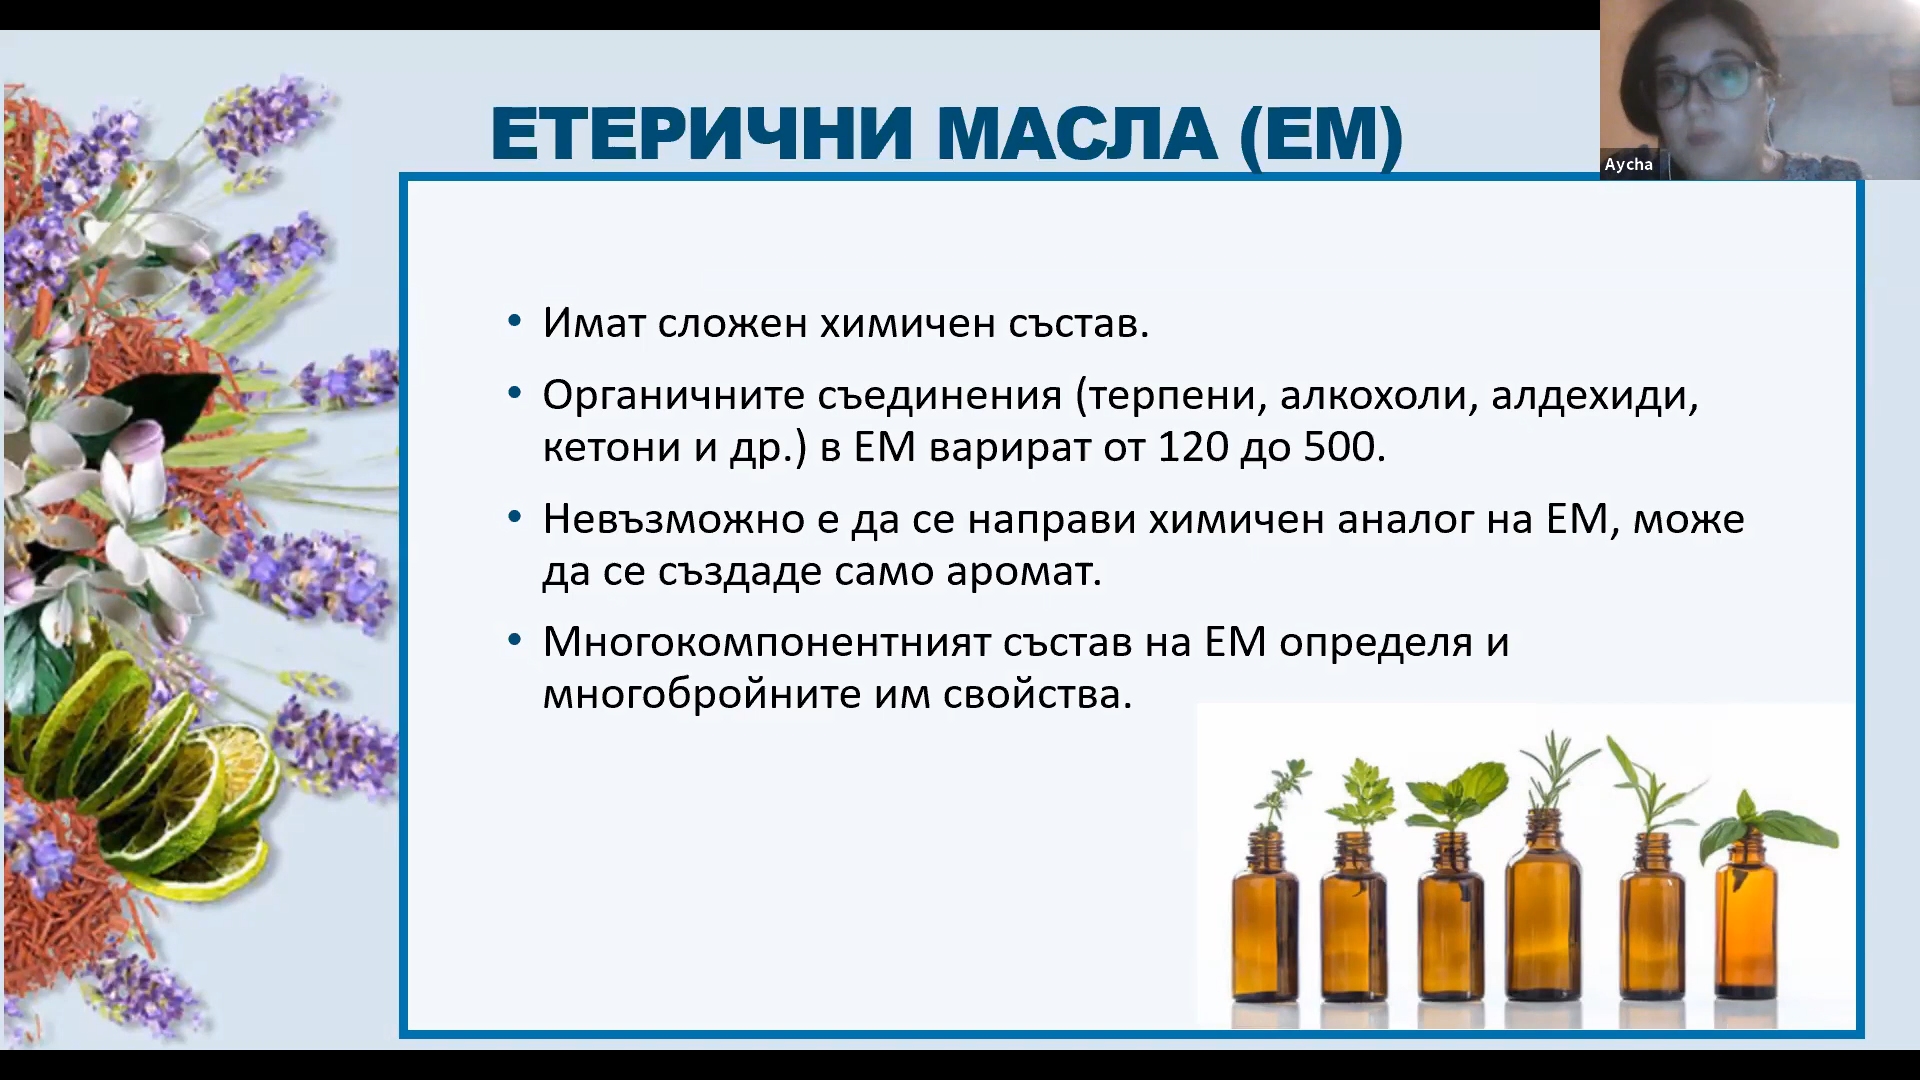 ЕТЕРИЧНИ МАСЛА (ЕМ)
Aycha
• Имат сложен химичен състав.
• Органичните съединения (терпени, алкохоли, алдехиди,
кетони и др.) в ЕМ варират от 120 до 500.
• Невъзможно е да се направи химичен аналог на ЕМ, може
да се създаде само аромат.
• Многокомпонентният състав на ЕМ определя и
многобройните им свойства.